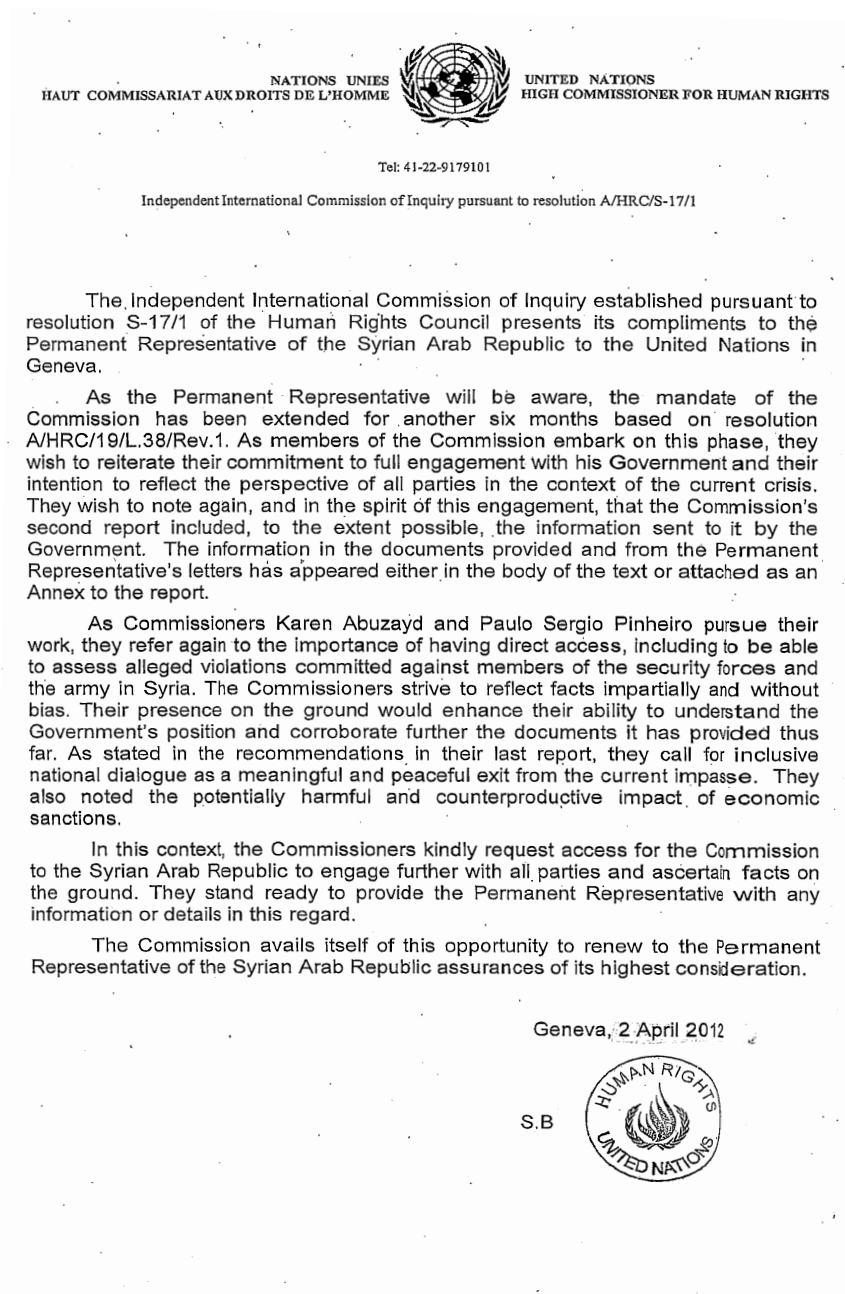 NATIONS UNIES
HAUT COMMISSARIAT AUX DROITS DE L'HOMME
UNITED NATIONS
HIGH COMMISSIONER FOR HUMAN RIGHTS
Tel: 41-22-9179101
Independent International Commission of Inquiry pursuant to resolution A/HRC/S-17/1
The Independent International Commission of Inquiry established pursuant to
resolution S-17/1 of the Human Rights Council presents its compliments to the
Permanent Representative of the Syrian Arab Republic to the United Nations in
Geneva.
As the Permanent Representative will be aware, the mandate of the
Commission has been extended for another six months based on resolution
A/HRC/19/L.38/Rev.1. As members of the Commission embark on this phase, they
wish to reiterate their commitment to full engagement with his Government and their
intention to reflect the perspective of all parties in the context of the current crisis.
They wish to note again, and in the spirit of this engagement, that the Commission's
second report included, to the extent possible, the information sent to it by the
Government. The information in the documents provided and from the Permanent
Representative's letters has appeared either in the body of the text or attached as an
Annex to the report.
As Commissioners Karen Abuzayd and Paulo Sergio Pinheiro pursue their
work, they refer again to the importance of having direct access, including to be able
to assess alleged violations committed against members of the security forces and
the army in Syria. The Commissioners strive to reflect facts impartially and without
bias. Their presence on the ground would enhance their ability to understand the
Government's position and corroborate further the documents it has provided thus
far. As stated in the recommendations in their last report, they call for inclusive
national dialogue as a meaningful and peaceful exit from the current impasse. They
also noted the potentially harmful and counterproductive impact of economic
sanctions.
In this context, the Commissioners kindly request access for the Commission
to the Syrian Arab Republic to engage further with all parties and ascertain facts on
the ground. They stand ready to provide the Permanent Representative with any
information or details in this regard.
The Commission avails itself of this opportunity to renew to the Permanent
Representative of the Syrian Arab Republic assurances of its highest consideration.
Geneva, 2 April 2012
S.B
HUMAN RIGHTS
UNITED NATIONS